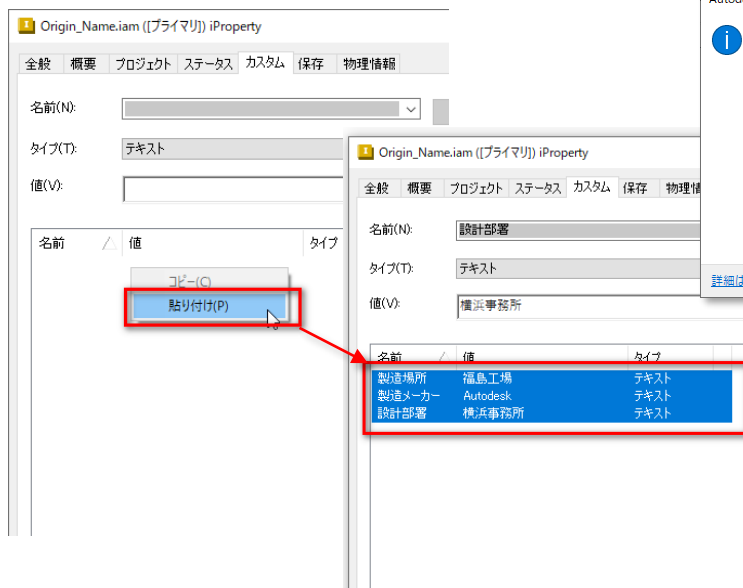 Origin_Name.iam ([プライマリ]) iProperty
全般 概要 プロジェクト ステータス カスタム 保存 物理情報
名前(N):
タイプ(T): テキスト
値(V):
名前 値 タイプ
コピー(C)
貼り付け(P)
Origin_Name.iam ([プライマリ]) iProperty
全般 概要 プロジェクト ステータス カスタム 保存 物理情
名前(N): 設計部署
タイプ(T): テキスト
値(V): 横浜事務所
名前 値 タイプ
製造場所 福島工場 テキスト
製造メーカー Autodesk テキスト
設計部署 横浜事務所 テキスト
詳細は